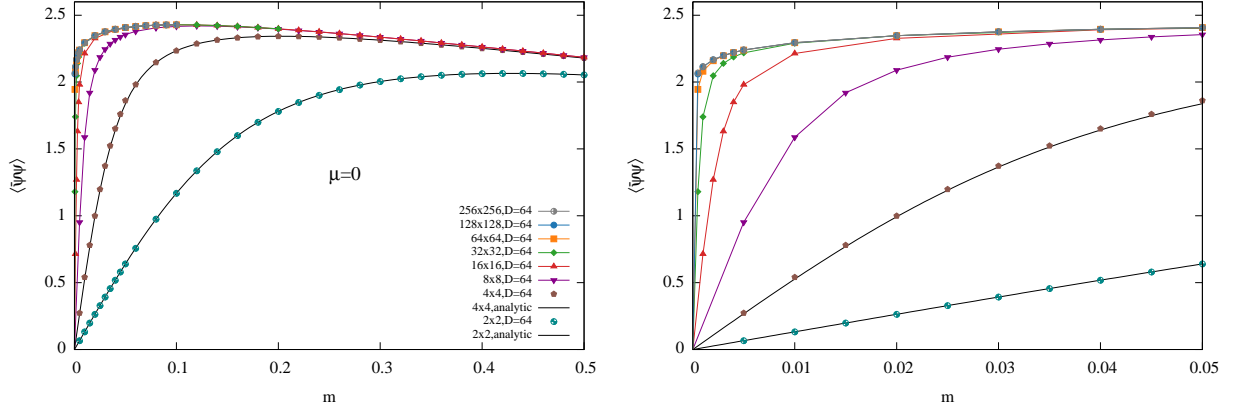 2.5
2
1.5
1
0.5
0
⟨ψ̄ψ⟩
μ=0
256x256,D=64
128x128,D=64
64x64,D=64
32x32,D=64
16x16,D=64
8x8,D=64
4x4,D=64
4x4,analytic
2x2,D=64
2x2,analytic
0 0.1 0.2 0.3 0.4 0.5
m
2.5
2
1.5
1
0.5
0
⟨ψ̄ψ⟩
0 0.01 0.02 0.03 0.04 0.05
m